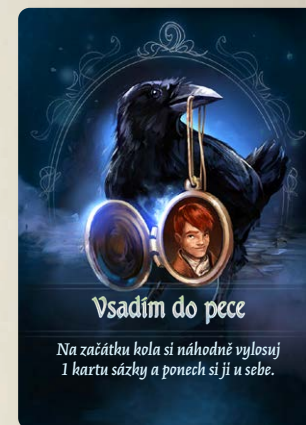 Vsadím do pece
Na začátku kola si náhodně vylosuj
1 kartu sázky a ponech si ji u sebe.